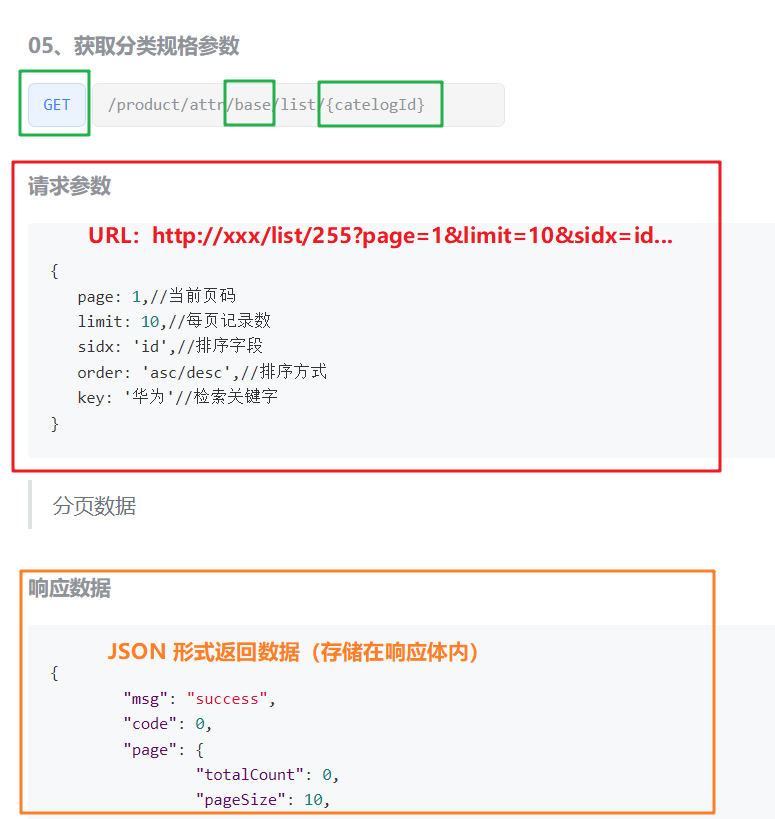 05、获取分类规格参数
GET /product/attr/base/list/{catelogId}
请求参数
URL：http://xxx/list/255?page=1&limit=10&sidx=id...
{
page: 1,//当前页码
limit: 10,//每页记录数
sidx: 'id',//排序字段
order: 'asc/desc',//排序方式
key: '华为'//检索关键字
}
分页数据
响应数据
JSON 形式返回数据（存储在响应体内）
{
"msg": "success",
"code": 0,
"page": {
"totalCount": 0,
"pageSize": 10,